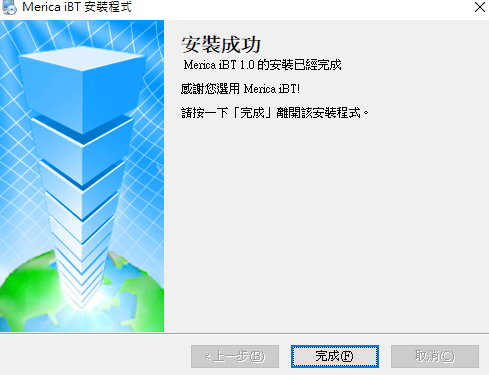 Merica iBT 安裝程式
安裝成功
Merica iBT 1.0 的安裝已經完成
感謝您選用 Merica iBT!
請按一下「完成」離開該安裝程式。
< 上一步(B)
完成(F)
取消(C)